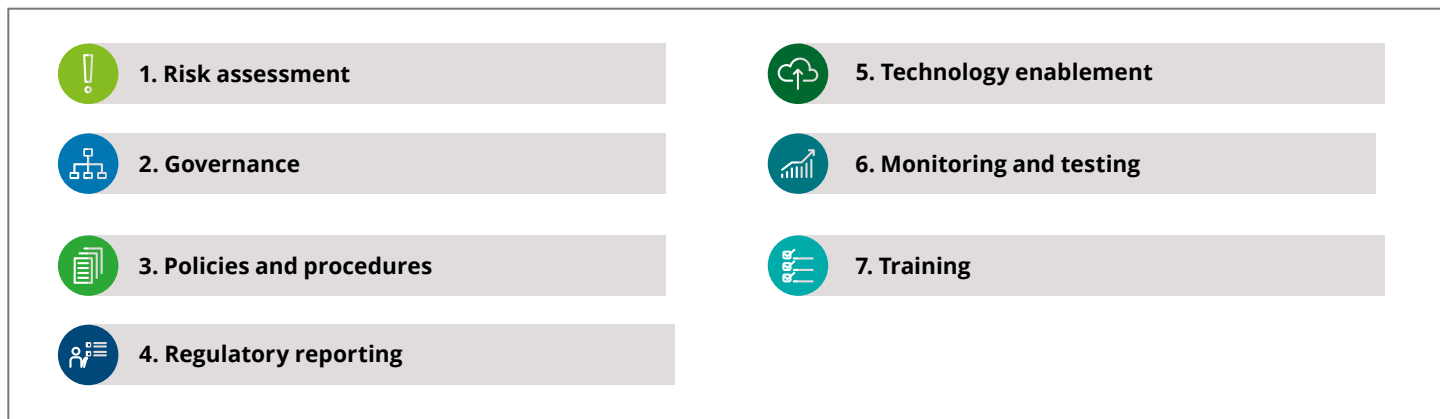 1. Risk assessment
2. Governance
3. Policies and procedures
4. Regulatory reporting
5. Technology enablement
6. Monitoring and testing
7. Training